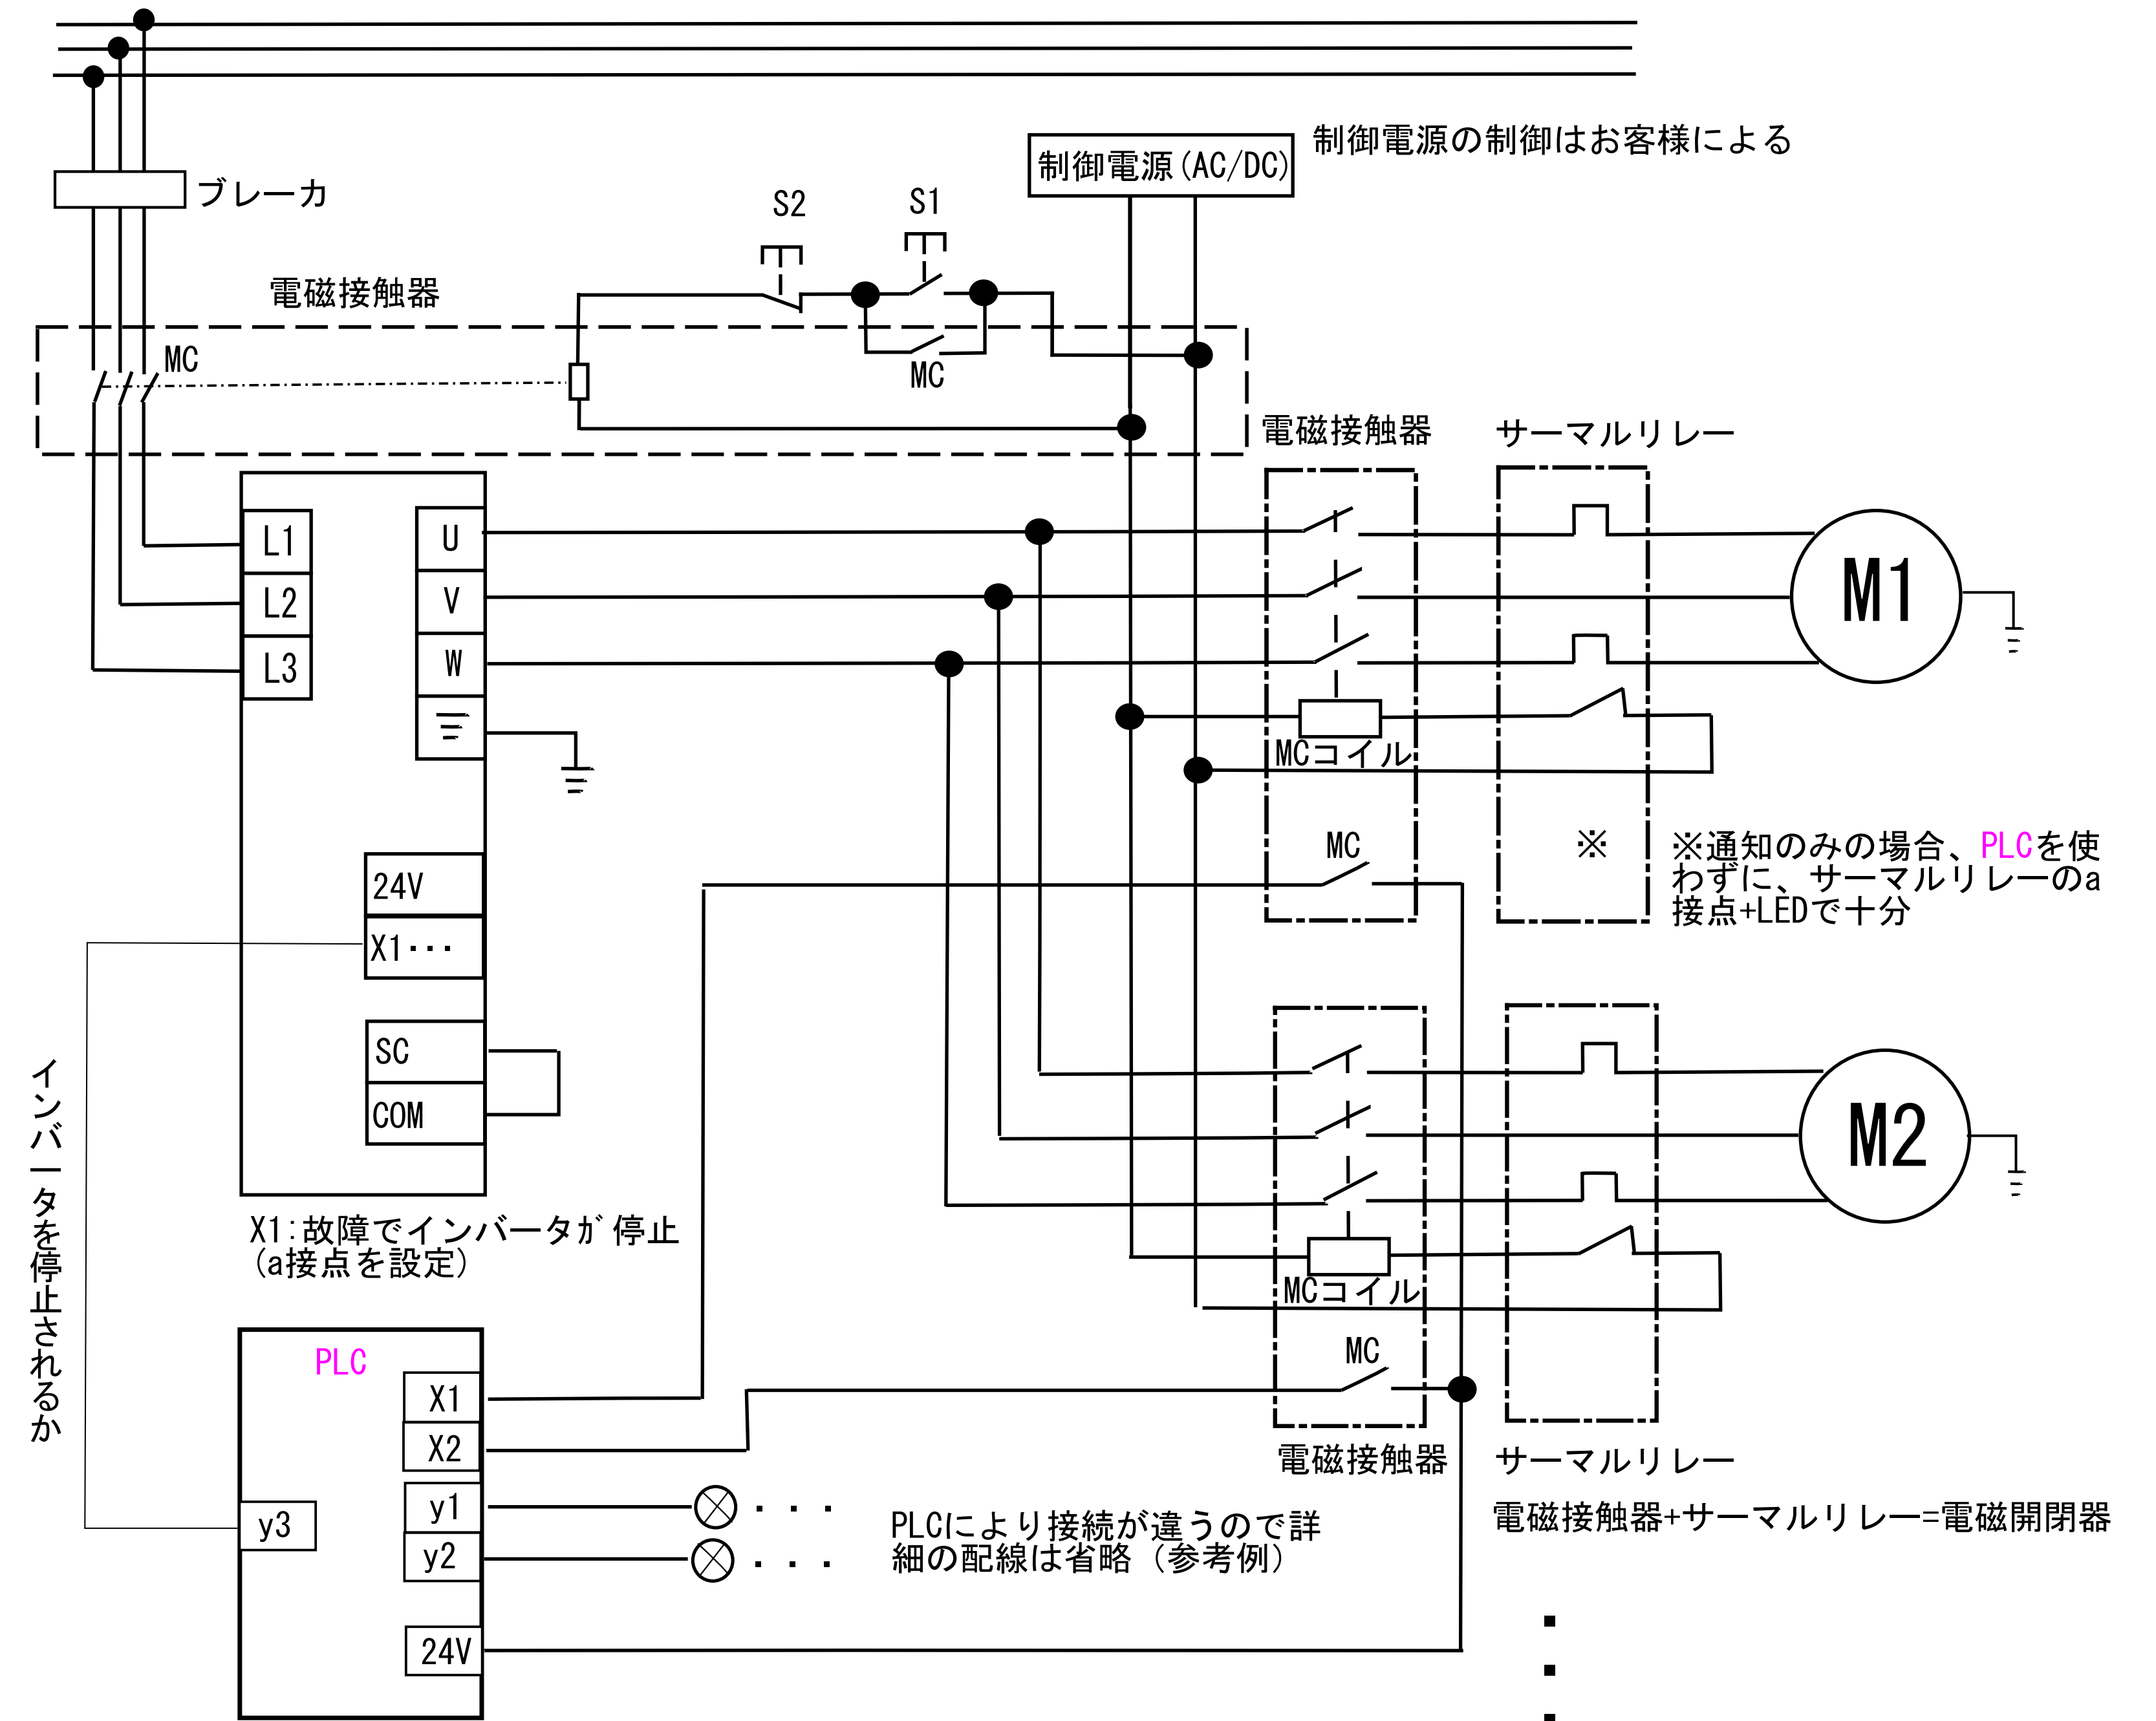 制御電源の制御はお客様による
制御電源(AC/DC)
ブレーカ
S2
S1
電磁接触器
MC
MC
電磁接触器
サーマルリレー
L1
L2
L3
U
V
W
M1
MCコイル
MC
※
※通知のみの場合、PLCを使
わずに、サーマルリレーのa
接点+LEDで十分
24V
X1・・・
SC
COM
インバータを停止されるか
X1:故障でインバータが停止
(a接点を設定)
M2
MCコイル
MC
PLC
X1
X2
y1
y2
y3
24V
・・・
・・・
電磁接触器
サーマルリレー
電磁接触器+サーマルリレー=電磁開閉器
PLCにより接続が違うので詳
細の配線は省略(参考例)